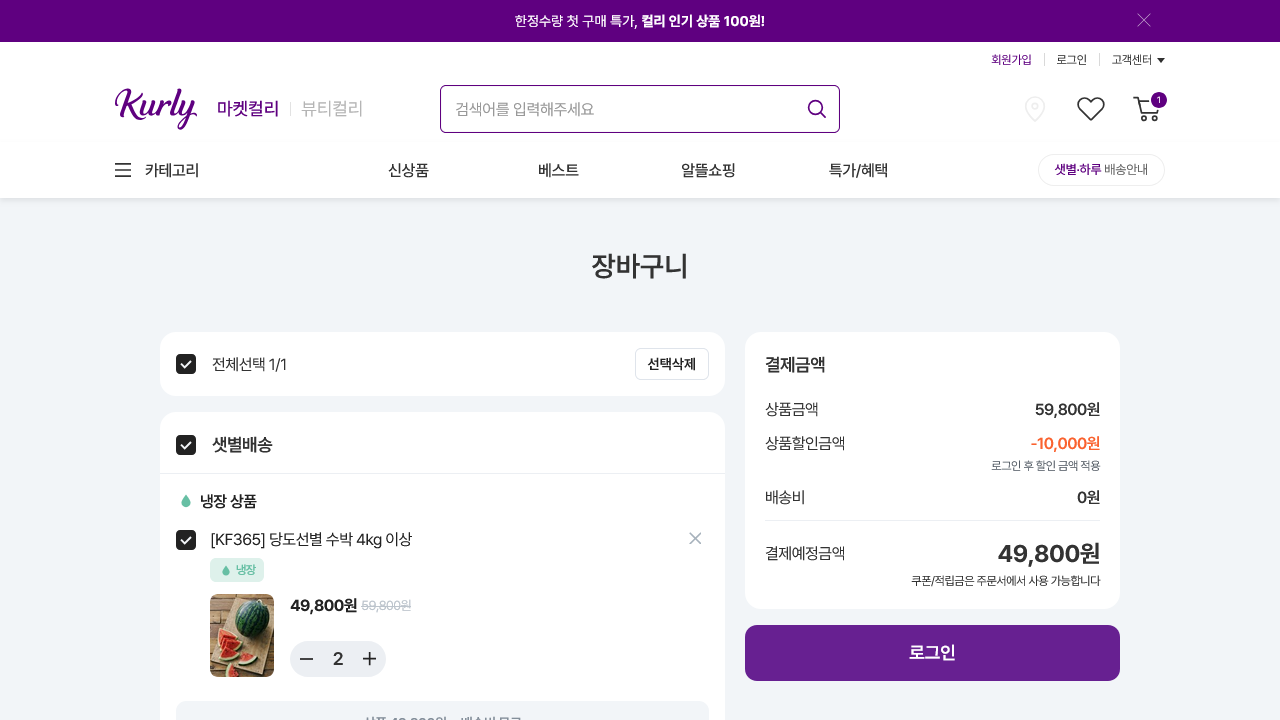 한정수량 첫 구매 특가, 컬리 인기 상품 100원!
회원가입 로그인 고객센터
Kurly 마켓컬리 뷰티컬리 검색어를 입력해주세요 1
카테고리 신상품 베스트 알뜰쇼핑 특가/혜택 샛별·하루 배송안내
장바구니
전체선택 1/1 선택삭제
샛별배송
냉장 상품
[KF365] 당도선별 수박 4kg 이상
냉장
49,800원 59,800원
2
결제금액
상품금액 59,800원
상품할인금액 -10,000원
로그인 후 할인 금액 적용
배송비 0원
결제예정금액 49,800원
쿠폰/적립금은 주문서에서 사용 가능합니다
로그인